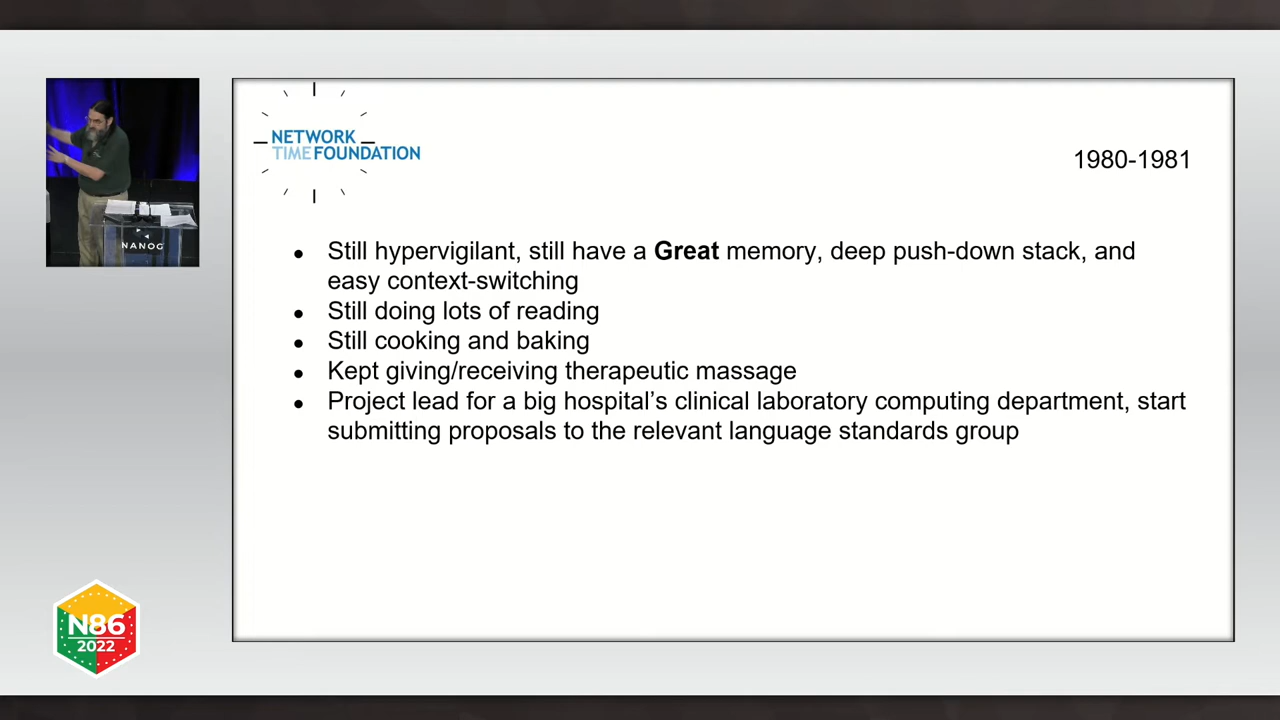 NETWORK
TIME FOUNDATION
1980-1981
● Still hypervigilant, still have a Great memory, deep push-down stack, and
easy context-switching
● Still doing lots of reading
● Still cooking and baking
● Kept giving/receiving therapeutic massage
● Project lead for a big hospital’s clinical laboratory computing department, start
submitting proposals to the relevant language standards group
NANOG
N86
2022